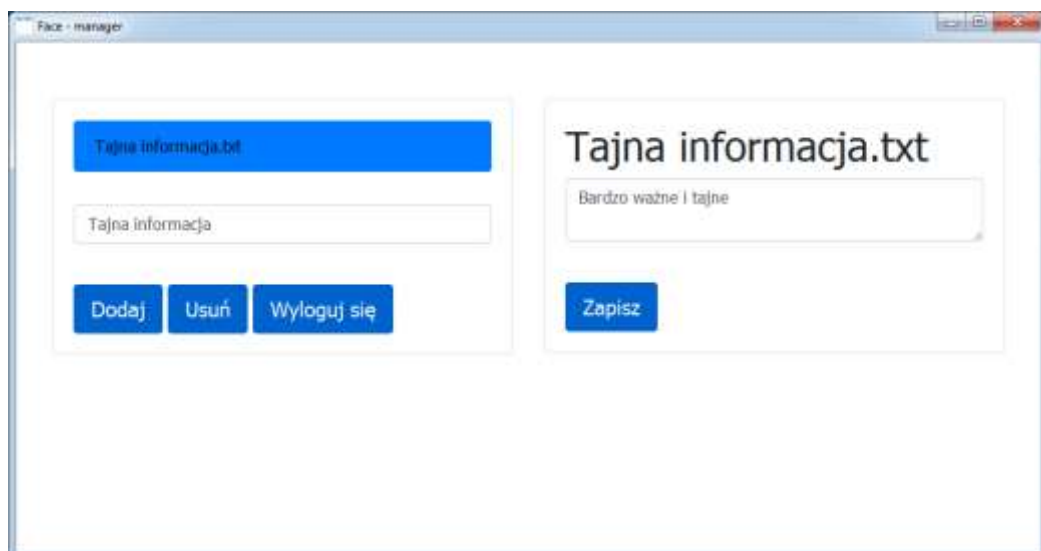 Face - manager
Tajna informacja.txt
Tajna informacja
Dodaj Usuń Wyloguj się
Tajna informacja.txt
Bardzo ważne i tajne
Zapisz